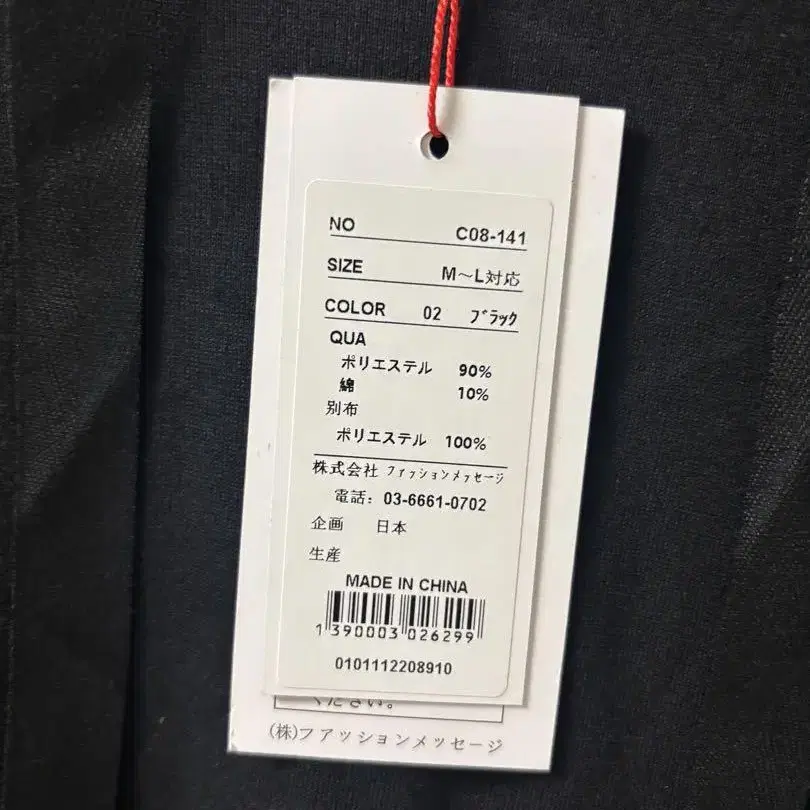 NO C08-141
SIZE M～L対応
COLOR 02 ﾌﾞﾗｯｸ
QUA
ポリエステル 90%
綿 10%
別布
ポリエステル 100%
株式会社 ファッションメッセージ
電話: 03-6661-0702
企画 日本
生産
MADE IN CHINA
1 390003 026299
0101112208910
ください。
(株)ファッションメッセージ